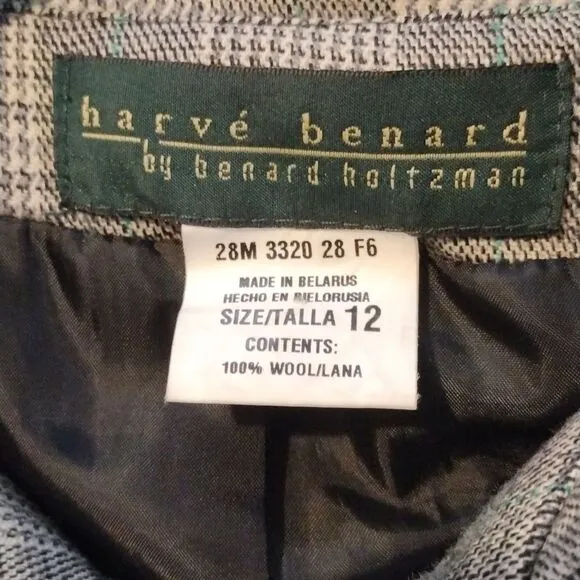 harvé benard
by benard holtzman
28M 3320 28 F6
MADE IN BELARUS
HECHO EN BIELORUSIA
SIZE/TALLA 12
CONTENTS:
100% WOOL/LANA